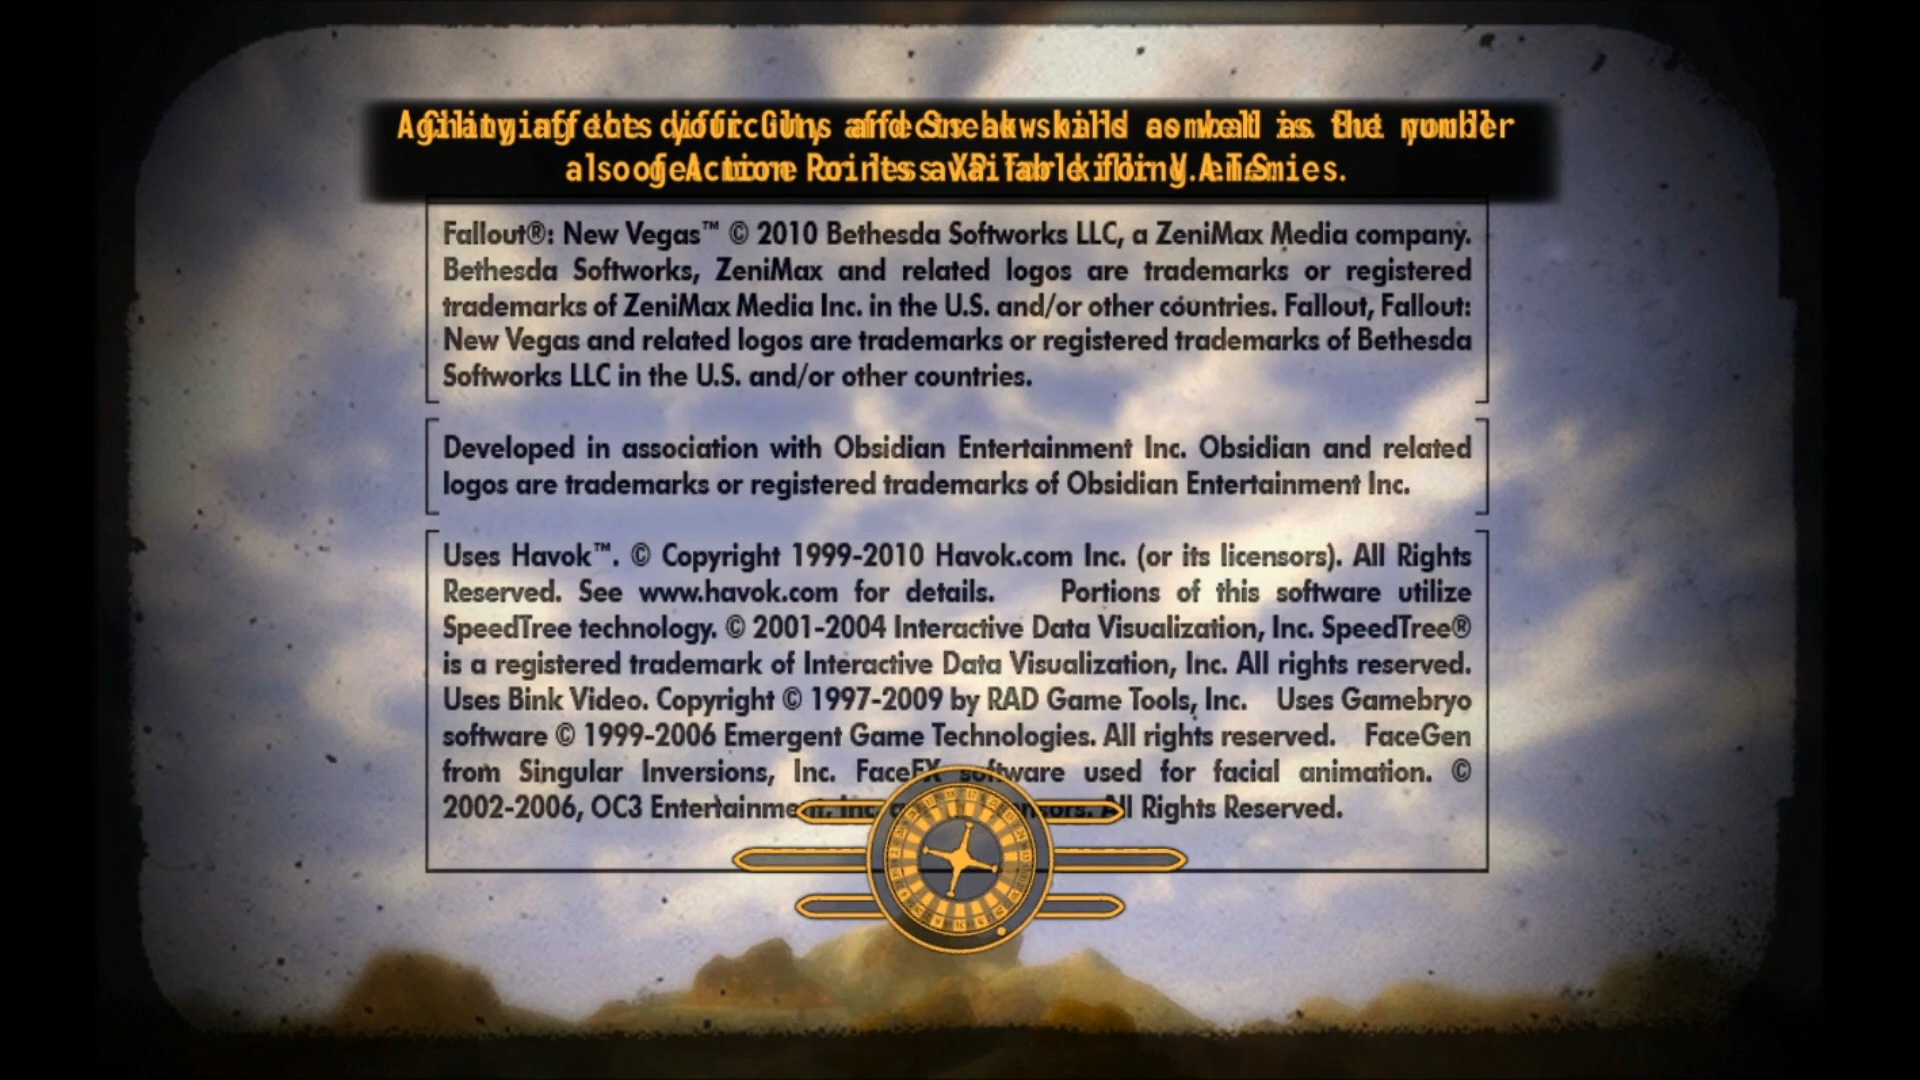 Fallout®: New Vegas™ © 2010 Bethesda Softworks LLC, a ZeniMax Media company.
Bethesda Softworks, ZeniMax and related logos are trademarks or registered
trademarks of ZeniMax Media Inc. in the U.S. and/or other countries. Fallout, Fallout:
New Vegas and related logos are trademarks or registered trademarks of Bethesda
Softworks LLC in the U.S. and/or other countries.
Developed in association with Obsidian Entertainment Inc. Obsidian and related
logos are trademarks or registered trademarks of Obsidian Entertainment Inc.
Uses Havok™. © Copyright 1999-2010 Havok.com Inc. (or its licensors). All Rights
Reserved. See www.havok.com for details. Portions of this software utilize
SpeedTree technology. © 2001-2004 Interactive Data Visualization, Inc. SpeedTree®
is a registered trademark of Interactive Data Visualization, Inc. All rights reserved.
Uses Bink Video. Copyright © 1997-2009 by RAD Game Tools, Inc. Uses Gamebryo
software © 1999-2006 Emergent Game Technologies. All rights reserved. FaceGen
from Singular Inversions, Inc. FaceFX software used for facial animation. ©
2002-2006, OC3 Entertainment, Inc. All Rights Reserved.